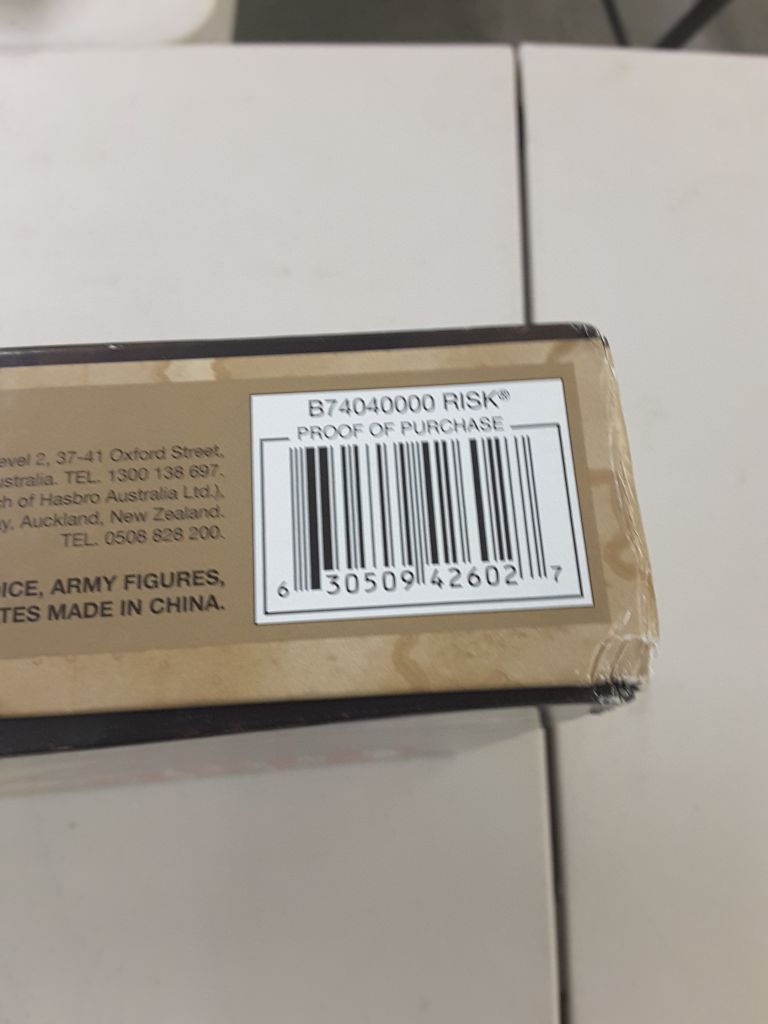 evel 2, 37-41 Oxford Street,
ustralia. TEL. 1300 138 697.
ch of Hasbro Australia Ltd.),
y, Auckland, New Zealand.
TEL. 0508 828 200.
ICE, ARMY FIGURES,
TES MADE IN CHINA.
B74040000 RISK®
PROOF OF PURCHASE
6 30509 42602 7